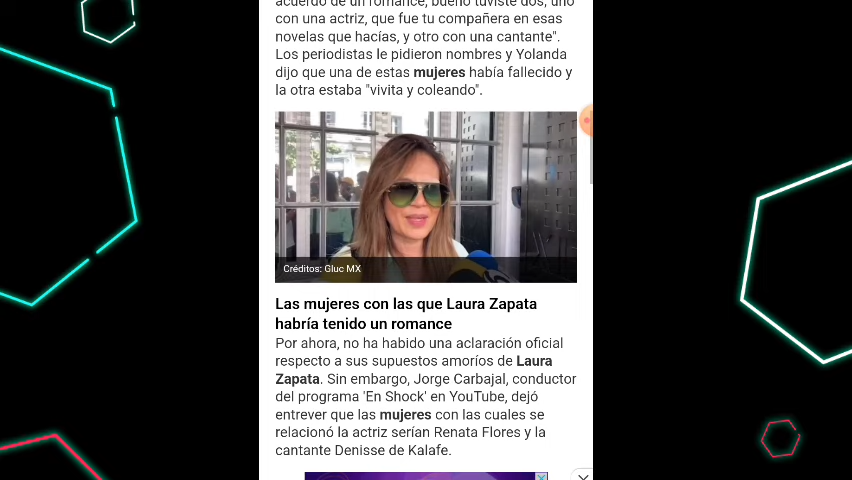 acuerdo de un romance, bueno tuviste dos, uno
con una actriz, que fue tu compañera en esas
novelas que hacías, y otro con una cantante".
Los periodistas le pidieron nombres y Yolanda
dijo que una de estas mujeres había fallecido y
la otra estaba "vivita y coleando".
Créditos: Gluc MX
Las mujeres con las que Laura Zapata
habría tenido un romance
Por ahora, no ha habido una aclaración oficial
respecto a sus supuestos amoríos de Laura
Zapata. Sin embargo, Jorge Carbajal, conductor
del programa 'En Shock' en YouTube, dejó
entrever que las mujeres con las cuales se
relacionó la actriz serían Renata Flores y la
cantante Denisse de Kalafe.